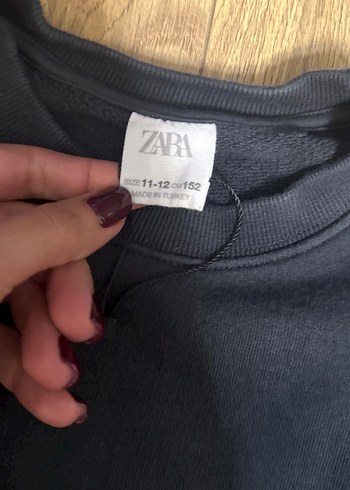 ZARA
SIZE 11-12 CM 152
MADE IN TURKEY